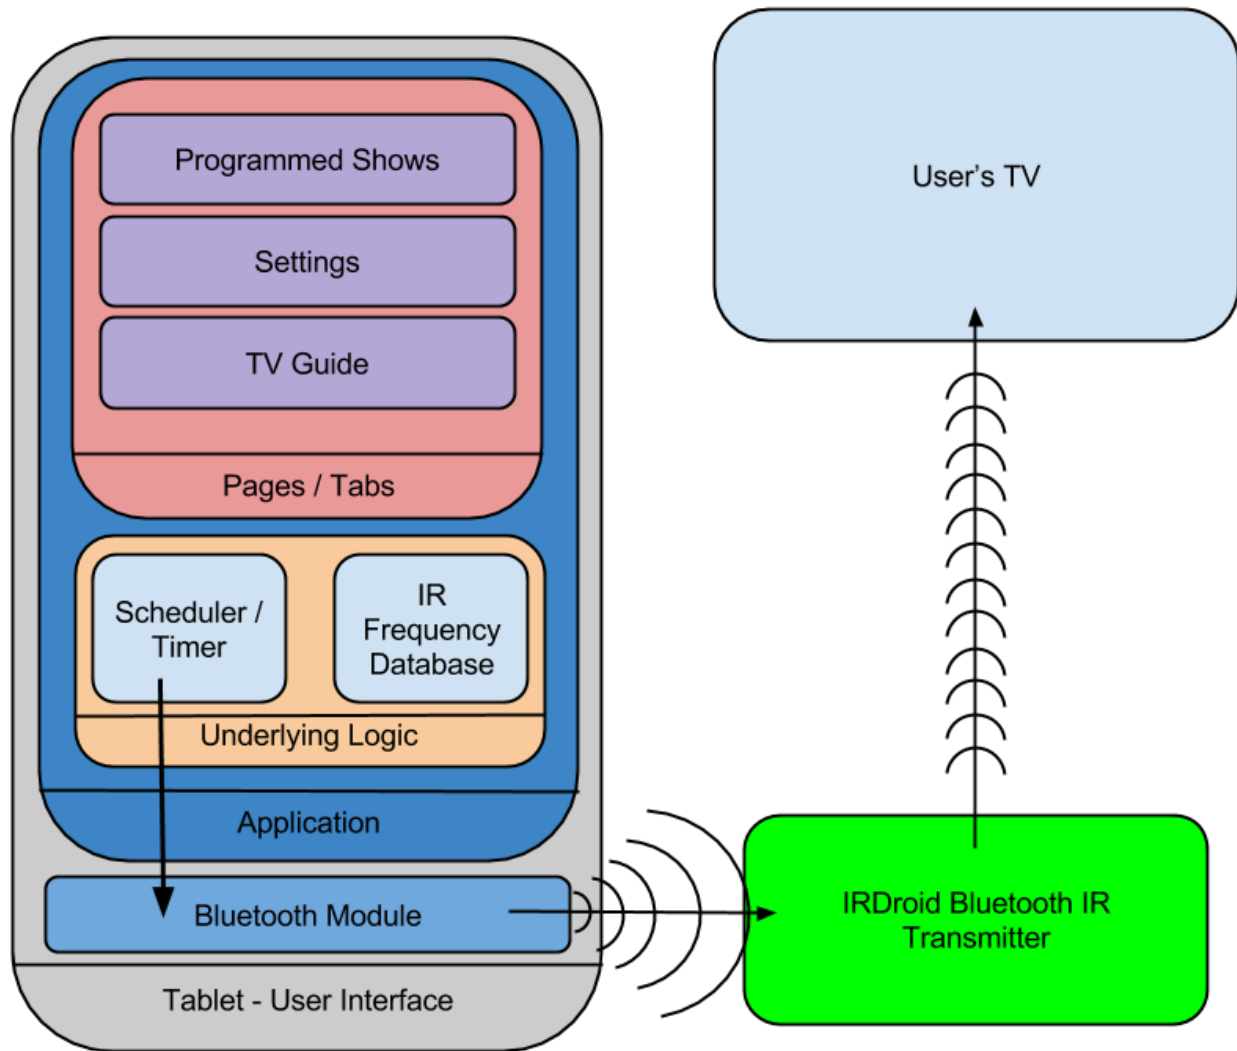 Programmed Shows
Settings
TV Guide
Pages / Tabs
Scheduler /
Timer
IR
Frequency
Database
Underlying Logic
Application
Bluetooth Module
Tablet - User Interface
User's TV
IRDroid Bluetooth IR
Transmitter